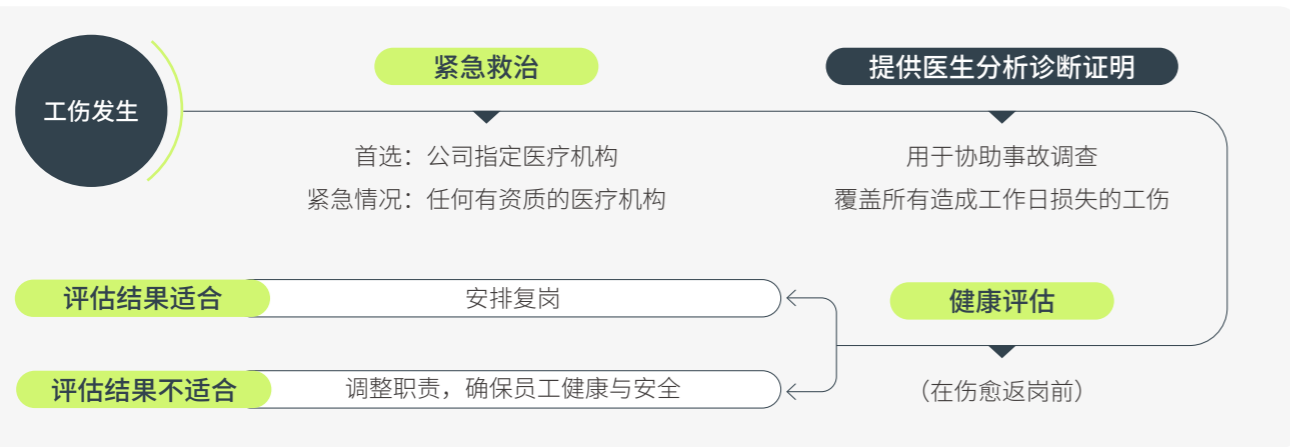 工伤发生
紧急救治
首选：公司指定医疗机构
紧急情况：任何有资质的医疗机构
提供医生分析诊断证明
用于协助事故调查
覆盖所有造成工作日损失的工伤
健康评估
（在伤愈返岗前）
评估结果适合
安排复岗
评估结果不适合
调整职责，确保员工健康与安全